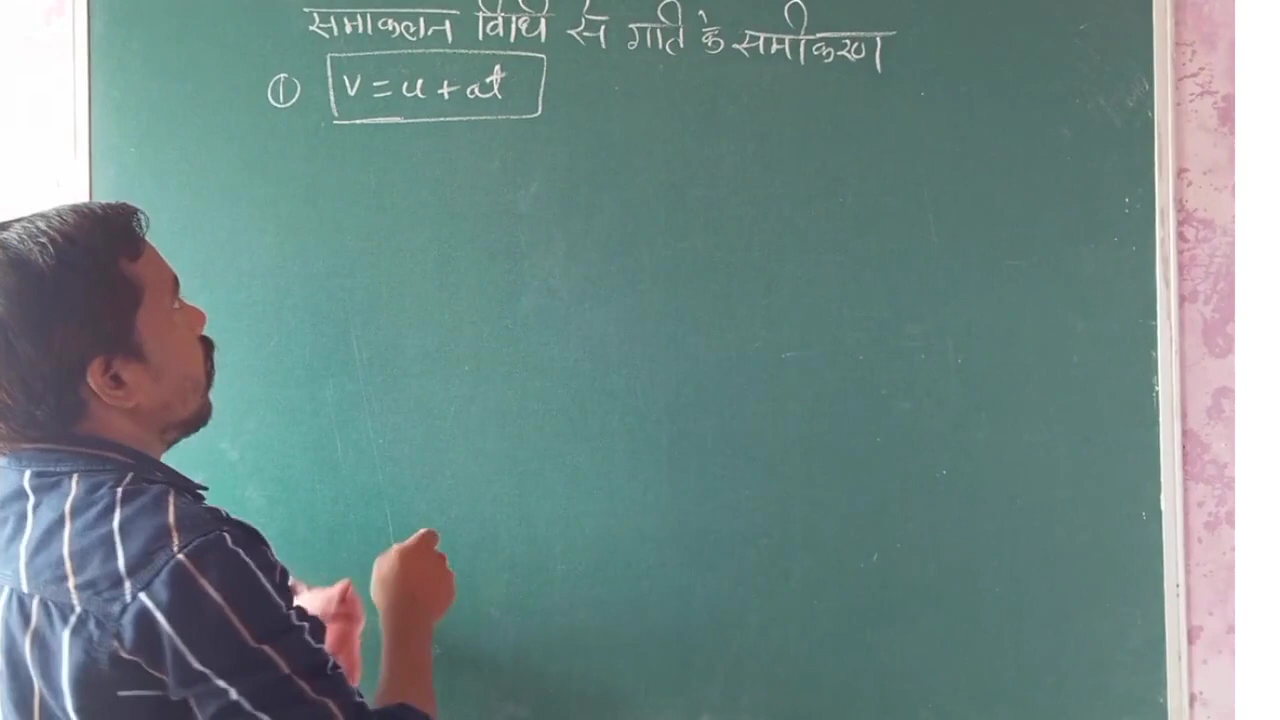 समाकलन विधि से गति के समीकरण
① v = u + at